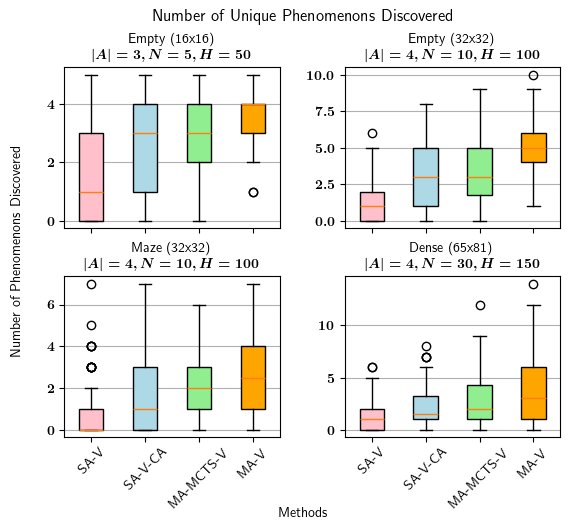 Number of Unique Phenomenons Discovered
Empty (16x16)
|A| = 3, N = 5, H = 50
Empty (32x32)
|A| = 4, N = 10, H = 100
4
2
0
10.0
7.5
5.0
2.5
0.0
Number of Phenomenons Discovered
Maze (32x32)
|A| = 4, N = 10, H = 100
Dense (65x81)
|A| = 4, N = 30, H = 150
6
4
2
0
10
5
0
SA-V
SA-V-CA
MA-MCTS-V
MA-V
SA-V
SA-V-CA
MA-MCTS-V
MA-V
Methods